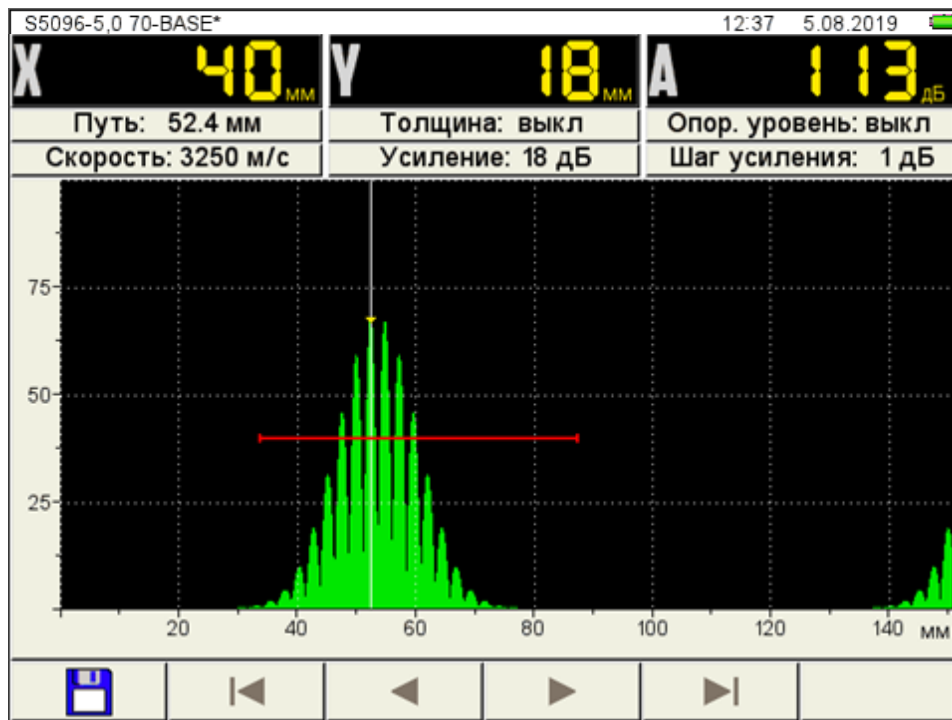 S5096-5,0 70-BASE* 12:37 5.08.2019
X 40 мм Y 18 мм A 113 дБ
Путь: 52.4 мм Толщина: выкл Опор. уровень: выкл
Скорость: 3250 м/с Усиление: 18 дБ Шаг усиления: 1 дБ
75
50
25
20 40 60 80 100 120 140 мм